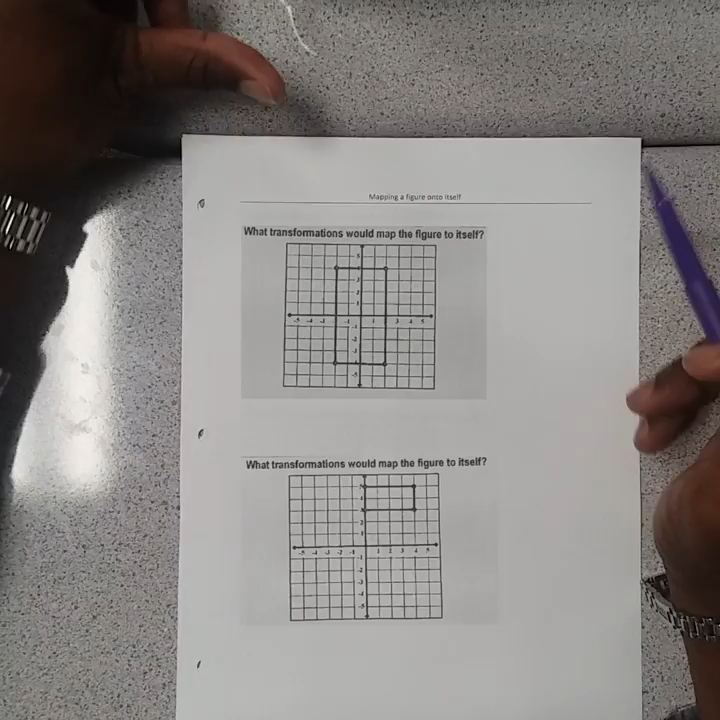 Mapping a figure onto itself
What transformations would map the figure to itself?
What transformations would map the figure to itself?